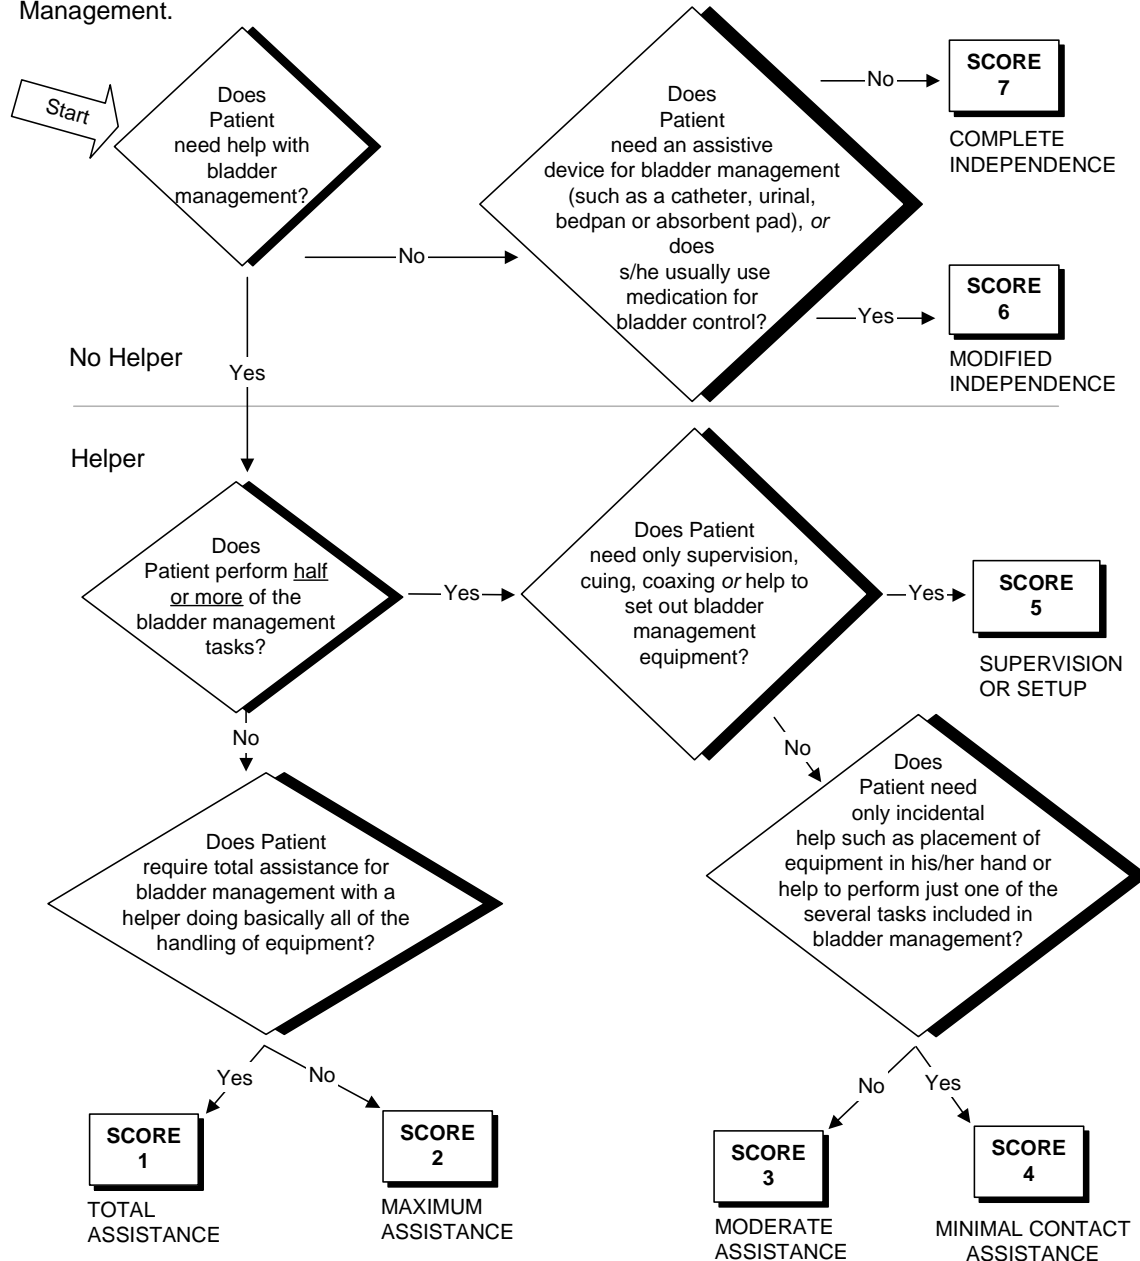 Management.
Start
Does
Patient
need help with
bladder
management?
No
Does
Patient
need an assistive
device for bladder management
(such as a catheter, urinal,
bedpan or absorbent pad), or
does
s/he usually use
medication for
bladder control?
No
SCORE
7
COMPLETE
INDEPENDENCE
Yes
SCORE
6
MODIFIED
INDEPENDENCE
No Helper
Yes
Helper
Does
Patient perform half
or more of the
bladder management
tasks?
Yes
Does Patient
need only supervision,
cuing, coaxing or help to
set out bladder
management
equipment?
Yes
SCORE
5
SUPERVISION
OR SETUP
No
No
Does Patient
require total assistance for
bladder management with a
helper doing basically all of the
handling of equipment?
Does
Patient need
only incidental
help such as placement of
equipment in his/her hand or
help to perform just one of the
several tasks included in
bladder management?
Yes
No
SCORE
1
TOTAL
ASSISTANCE
SCORE
2
MAXIMUM
ASSISTANCE
No
Yes
SCORE
3
MODERATE
ASSISTANCE
SCORE
4
MINIMAL CONTACT
ASSISTANCE